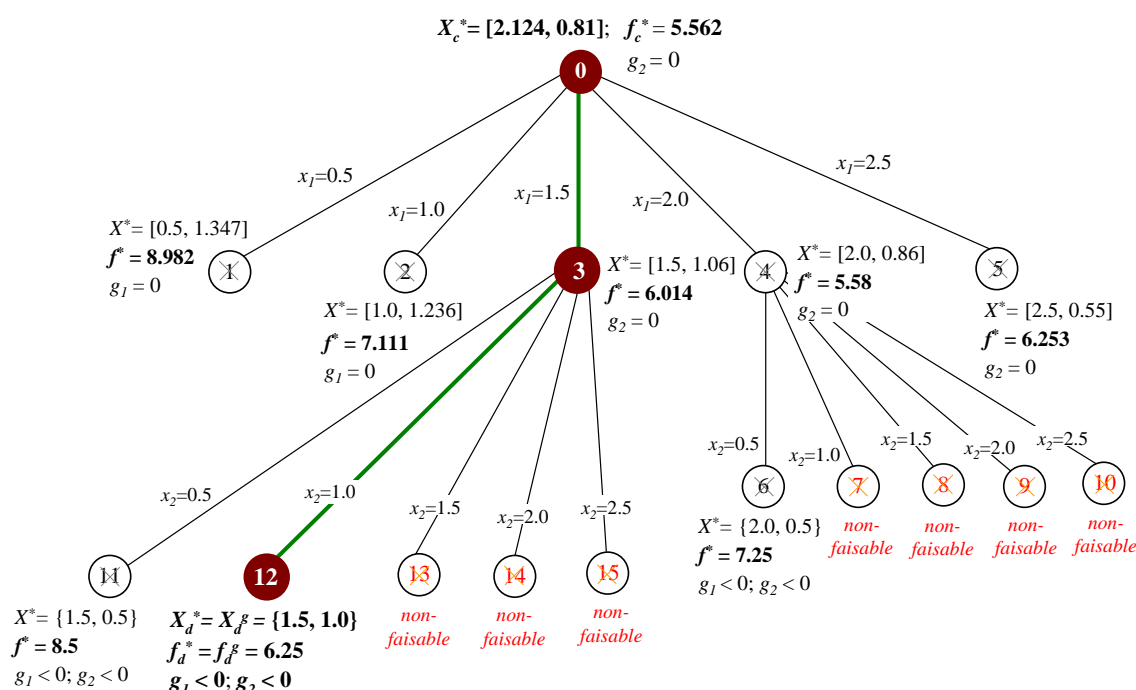 X_c^* = [2.124, 0.81]; f_c^* = 5.562
g_2 = 0
0
x_1=0.5
x_1=1.0
x_1=1.5
x_1=2.0
x_1=2.5
X^*= [0.5, 1.347]
f^* = 8.982
g_1 = 0
1
2
X^*= [1.0, 1.236]
f^* = 7.111
g_1 = 0
3
X^*= [1.5, 1.06]
f^* = 6.014
g_2 = 0
4
X^*= [2.0, 0.86]
f^* = 5.58
g_2 = 0
5
X^*= [2.5, 0.55]
f^* = 6.253
g_2 = 0
x_2=0.5
x_2=1.0
x_2=1.5
x_2=2.0
x_2=2.5
6
7
8
9
10
X^*= {2.0, 0.5}
f^* = 7.25
g_1 < 0; g_2 < 0
non-
faisable
non-
faisable
non-
faisable
non-
faisable
x_2=0.5
x_2=1.0
x_2=1.5
x_2=2.0
x_2=2.5
11
12
13
14
15
X^*= {1.5, 0.5}
f^* = 8.5
g_1 < 0; g_2 < 0
X_d^*= X_d^g = {1.5, 1.0}
f_d^* = f_d^g = 6.25
g_1 < 0; g_2 < 0
non-
faisable
non-
faisable
non-
faisable